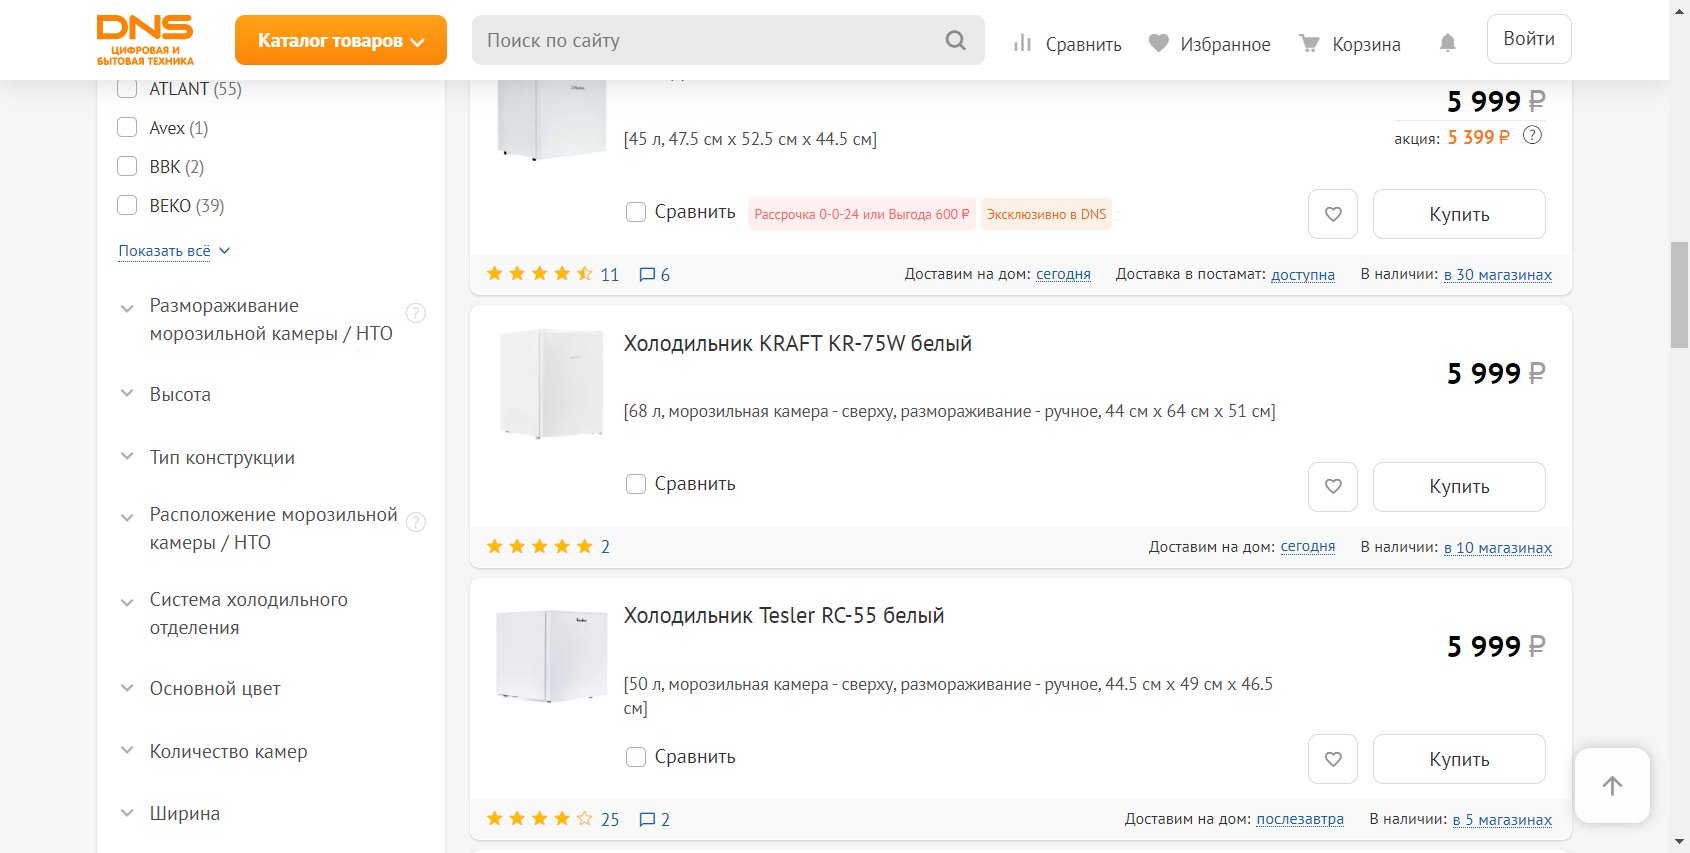 DNS
ЦИФРОВАЯ И
БЫТОВАЯ ТЕХНИКА
Каталог товаров
Поиск по сайту
Сравнить
Избранное
Корзина
Войти
ATLANT (55)
Avex (1)
BBK (2)
BEKO (39)
Показать всё
Размораживание
морозильной камеры / НТО
?
Высота
Тип конструкции
Расположение морозильной
камеры / НТО
?
Система холодильного
отделения
Основной цвет
Количество камер
Ширина
[45 л, 47.5 см x 52.5 см x 44.5 см]
5 999 ₽
акция: 5 399 ₽ ?
Сравнить
Рассрочка 0-0-24 или Выгода 600 ₽
Эксклюзивно в DNS
Купить
11
6
Доставим на дом: сегодня
Доставка в постамат: доступна
В наличии: в 30 магазинах
Холодильник KRAFT KR-75W белый
5 999 ₽
[68 л, морозильная камера - сверху, размораживание - ручное, 44 см x 64 см x 51 см]
Сравнить
Купить
2
Доставим на дом: сегодня
В наличии: в 10 магазинах
Tesler
Холодильник Tesler RC-55 белый
5 999 ₽
[50 л, морозильная камера - сверху, размораживание - ручное, 44.5 см x 49 см x 46.5
см]
Сравнить
Купить
25
2
Доставим на дом: послезавтра
В наличии: в 5 магазинах